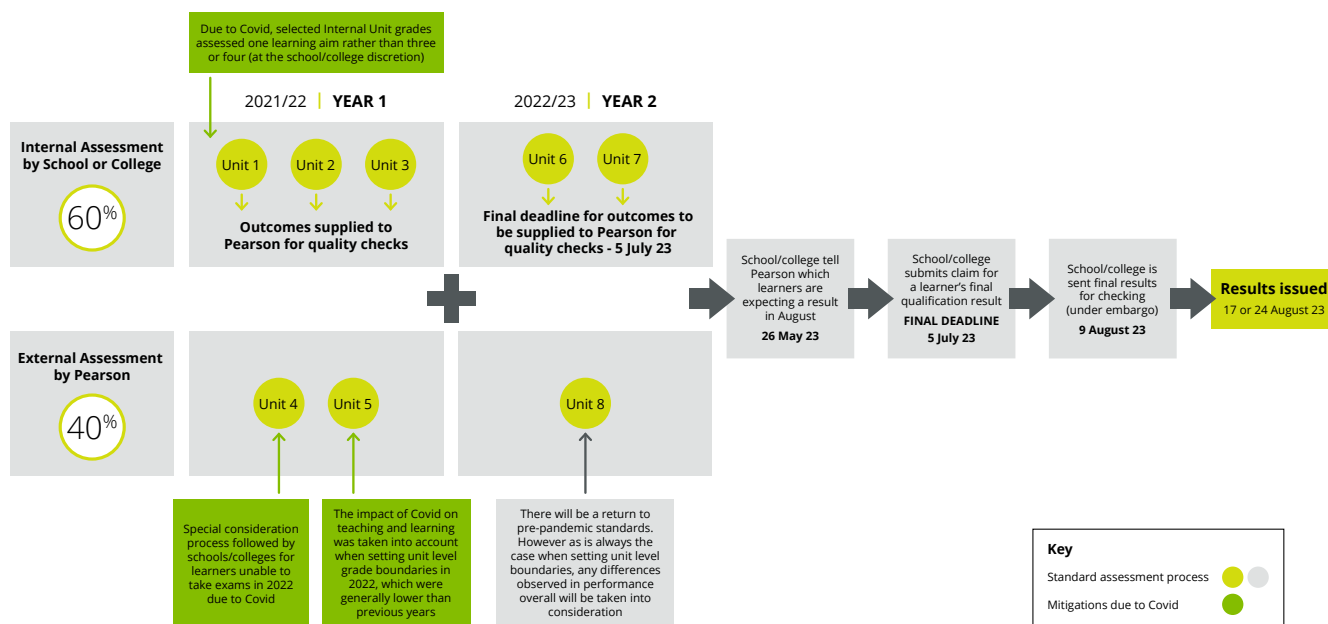 Due to Covid, selected Internal Unit grades
assessed one learning aim rather than three
or four (at the school/college discretion)
2021/22 | YEAR 1
2022/23 | YEAR 2
Internal Assessment
by School or College
60%
Unit 1
Unit 2
Unit 3
Outcomes supplied to
Pearson for quality checks
Unit 6
Unit 7
Final deadline for outcomes to
be supplied to Pearson for
quality checks - 5 July 23
School/college tell
Pearson which
learners are
expecting a result
in August
26 May 23
School/college
submits claim for
a learner's final
qualification result
FINAL DEADLINE
5 July 23
School/college is
sent final results
for checking
(under embargo)
9 August 23
Results issued
17 or 24 August 23
External Assessment
by Pearson
40%
Unit 4
Unit 5
Unit 8
Special consideration
process followed by
schools/colleges for
learners unable to
take exams in 2022
due to Covid
The impact of Covid on
teaching and learning
was taken into account
when setting unit level
grade boundaries in
2022, which were
generally lower than
previous years
There will be a return to
pre-pandemic standards.
However as is always the
case when setting unit level
boundaries, any differences
observed in performance
overall will be taken into
consideration
Key
Standard assessment process
Mitigations due to Covid